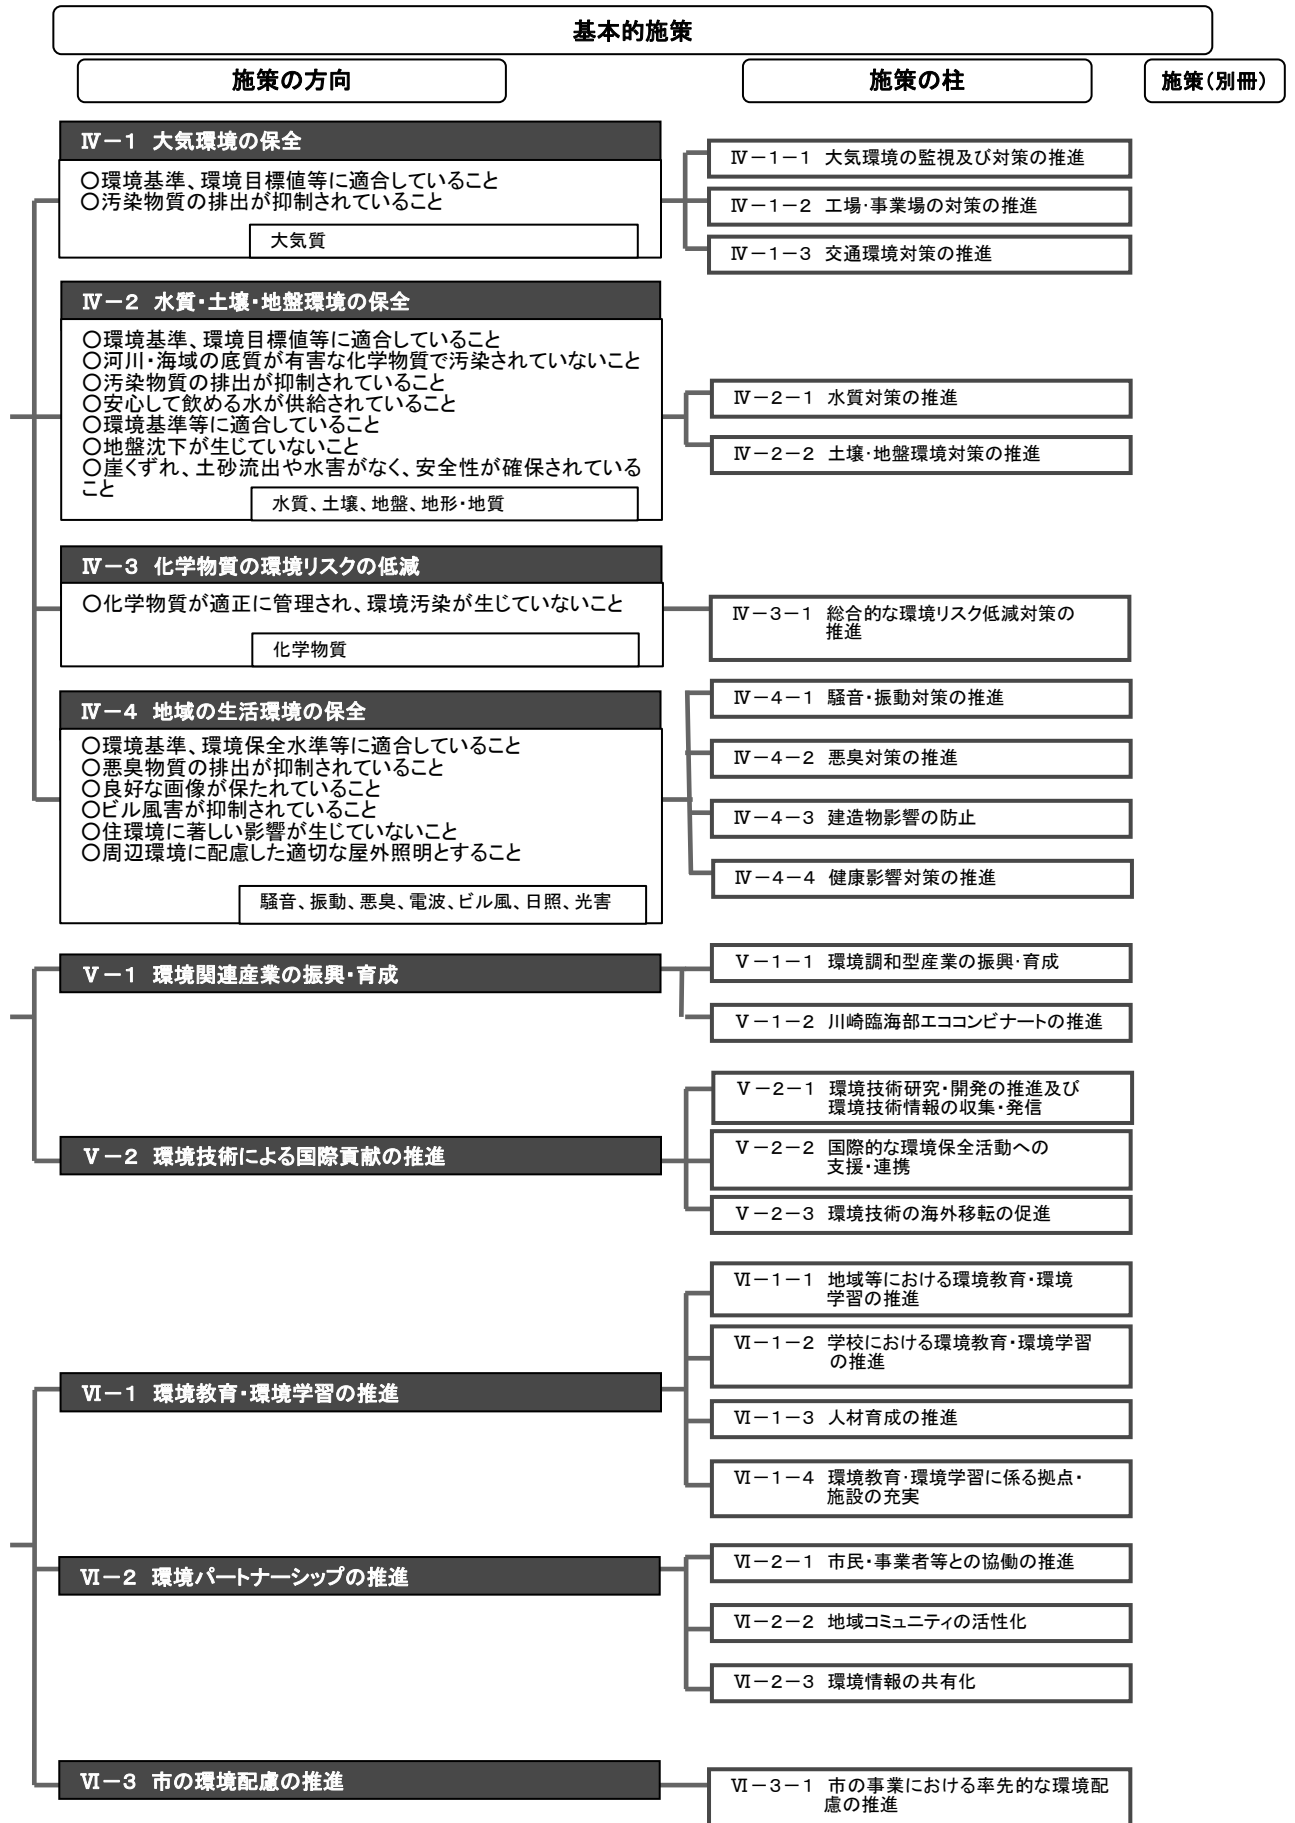 基本的施策
施策の方向
施策の柱
施策(別冊)
Ⅳ－１ 大気環境の保全
○環境基準、環境目標値等に適合していること
○汚染物質の排出が抑制されていること
大気質
Ⅳ－１－１ 大気環境の監視及び対策の推進
Ⅳ－１－２ 工場・事業場の対策の推進
Ⅳ－１－３ 交通環境対策の推進
Ⅳ－２ 水質・土壌・地盤環境の保全
○環境基準、環境目標値等に適合していること
○河川・海域の底質が有害な化学物質で汚染されていないこと
○汚染物質の排出が抑制されていること
○安心して飲める水が供給されていること
○環境基準等に適合していること
○地盤沈下が生じていないこと
○崖くずれ、土砂流出や水害がなく、安全性が確保されている
こと
水質、土壌、地盤、地形・地質
Ⅳ－２－１ 水質対策の推進
Ⅳ－２－２ 土壌・地盤環境対策の推進
Ⅳ－３ 化学物質の環境リスクの低減
○化学物質が適正に管理され、環境汚染が生じていないこと
化学物質
Ⅳ－３－１ 総合的な環境リスク低減対策の
推進
Ⅳ－４ 地域の生活環境の保全
○環境基準、環境保全水準等に適合していること
○悪臭物質の排出が抑制されていること
○良好な画像が保たれていること
○ビル風害が抑制されていること
○住環境に著しい影響が生じていないこと
○周辺環境に配慮した適切な屋外照明とすること
騒音、振動、悪臭、電波、ビル風、日照、光害
Ⅳ－４－１ 騒音・振動対策の推進
Ⅳ－４－２ 悪臭対策の推進
Ⅳ－４－３ 建造物影響の防止
Ⅳ－４－４ 健康影響対策の推進
Ⅴ－１ 環境関連産業の振興・育成
Ⅴ－１－１ 環境調和型産業の振興・育成
Ⅴ－１－２ 川崎臨海部エココンビナートの推進
Ⅴ－２ 環境技術による国際貢献の推進
Ⅴ－２－１ 環境技術研究・開発の推進及び
環境技術情報の収集・発信
Ⅴ－２－２ 国際的な環境保全活動への
支援・連携
Ⅴ－２－３ 環境技術の海外移転の促進
Ⅵ－１ 環境教育・環境学習の推進
Ⅵ－１－１ 地域等における環境教育・環境
学習の推進
Ⅵ－１－２ 学校における環境教育・環境学習
の推進
Ⅵ－１－３ 人材育成の推進
Ⅵ－１－４ 環境教育・環境学習に係る拠点・
施設の充実
Ⅵ－２ 環境パートナーシップの推進
Ⅵ－２－１ 市民・事業者等との協働の推進
Ⅵ－２－２ 地域コミュニティの活性化
Ⅵ－２－３ 環境情報の共有化
Ⅵ－３ 市の環境配慮の推進
Ⅵ－３－１ 市の事業における率先的な環境配
慮の推進